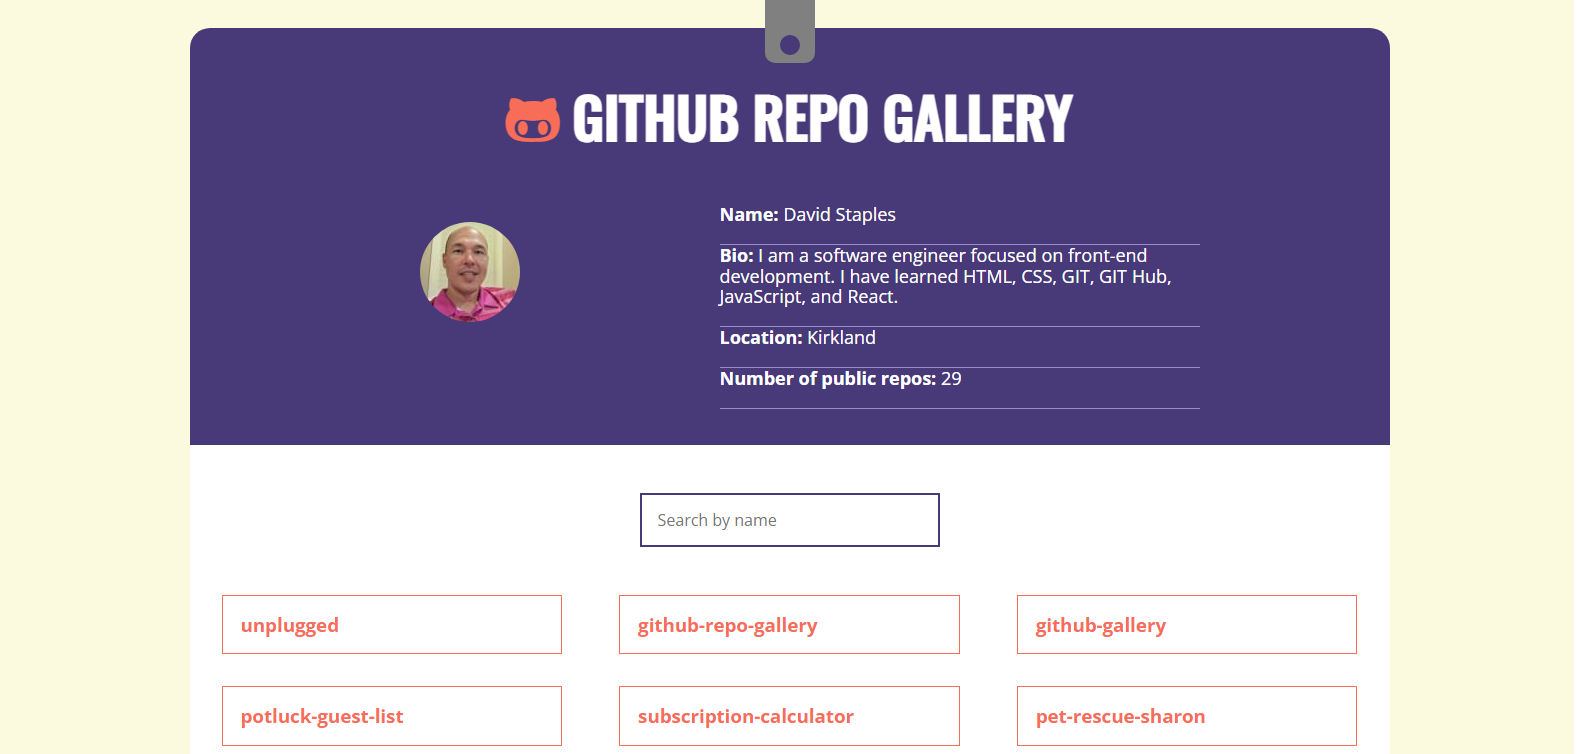 GITHUB REPO GALLERY
Name: David Staples
Bio: I am a software engineer focused on front-end
development. I have learned HTML, CSS, GIT, GIT Hub,
JavaScript, and React.
Location: Kirkland
Number of public repos: 29
Search by name
unplugged
github-repo-gallery
github-gallery
potluck-guest-list
subscription-calculator
pet-rescue-sharon